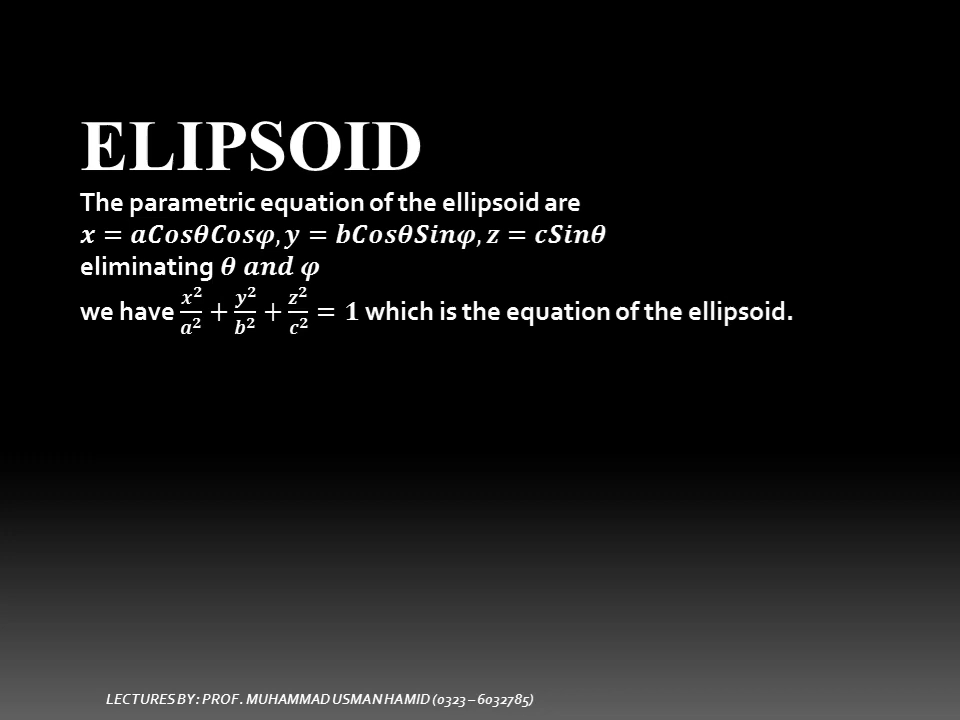 ELIPSOID
The parametric equation of the ellipsoid are
𝒙 = 𝒂𝑪𝒐𝒔𝜽𝑪𝒐𝒔𝝋, 𝒚 = 𝒃𝑪𝒐𝒔𝜽𝑺𝒊𝒏𝝋, 𝒛 = 𝒄𝑺𝒊𝒏𝜽
eliminating 𝜽 𝒂𝒏𝒅 𝝋
we have 𝒙²/𝒂² + 𝒚²/𝒃² + 𝒛²/𝒄² = 𝟏 which is the equation of the ellipsoid.
LECTURES BY: PROF. MUHAMMAD USMAN HAMID (0323 – 6032785)